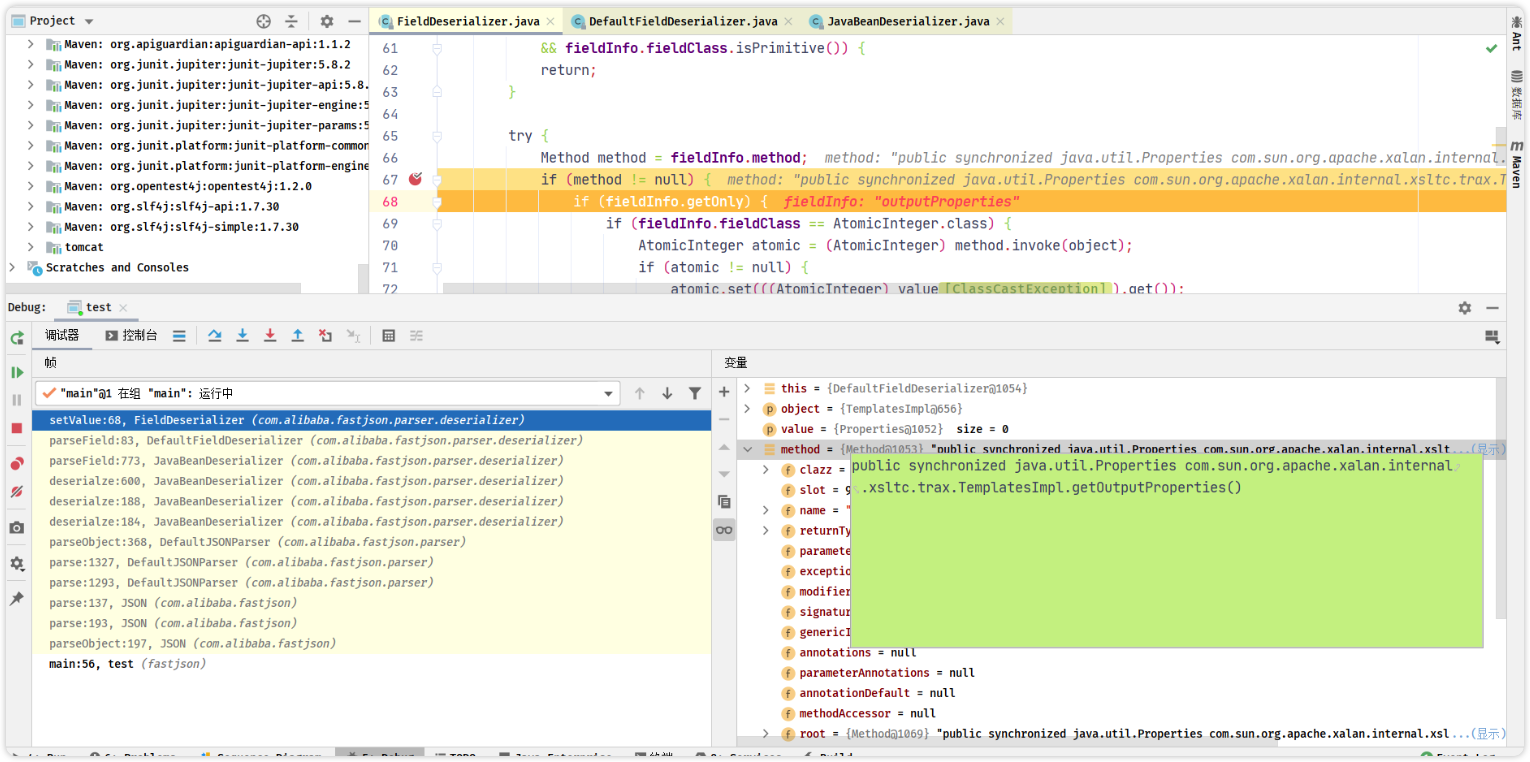 Project
Maven: org.apiguardian:apiguardian-api:1.1.2
Maven: org.junit.jupiter:junit-jupiter:5.8.2
Maven: org.junit.jupiter:junit-jupiter-api:5.8.
Maven: org.junit.jupiter:junit-jupiter-engine:5
Maven: org.junit.jupiter:junit-jupiter-params:5
Maven: org.junit.platform:junit-platform-common
Maven: org.junit.platform:junit-platform-engine
Maven: org.opentest4j:opentest4j:1.2.0
Maven: org.slf4j:slf4j-api:1.7.30
Maven: org.slf4j:slf4j-simple:1.7.30
tomcat
Scratches and Consoles
FieldDeserializer.java DefaultFieldDeserializer.java JavaBeanDeserializer.java
61 && fieldInfo.fieldClass.isPrimitive()) {
62 return;
63 }
64
65 try {
66 Method method = fieldInfo.method; method: "public synchronized java.util.Properties com.sun.org.apache.xalan.internal.
67 if (method != null) { method: "public synchronized java.util.Properties com.sun.org.apache.xalan.internal.xsltc.trax.T
68 if (fieldInfo.getOnly) { fieldInfo: "outputProperties"
69 if (fieldInfo.fieldClass == AtomicInteger.class) {
70 AtomicInteger atomic = (AtomicInteger) method.invoke(object);
71 if (atomic != null) {
72 atomic.set(((AtomicInteger) value [ClassCastException] ).get());
Ant
数据库
m
Maven
Debug: test
调试器 控制台
帧
"main"@1 在组 "main": 运行中
setValue:68, FieldDeserializer (com.alibaba.fastjson.parser.deserializer)
parseField:83, DefaultFieldDeserializer (com.alibaba.fastjson.parser.deserializer)
parseField:773, JavaBeanDeserializer (com.alibaba.fastjson.parser.deserializer)
deserialze:600, JavaBeanDeserializer (com.alibaba.fastjson.parser.deserializer)
deserialze:188, JavaBeanDeserializer (com.alibaba.fastjson.parser.deserializer)
deserialze:184, JavaBeanDeserializer (com.alibaba.fastjson.parser.deserializer)
parseObject:368, DefaultJSONParser (com.alibaba.fastjson.parser)
parse:1327, DefaultJSONParser (com.alibaba.fastjson.parser)
parse:1293, DefaultJSONParser (com.alibaba.fastjson.parser)
parse:137, JSON (com.alibaba.fastjson)
parse:193, JSON (com.alibaba.fastjson)
parseObject:197, JSON (com.alibaba.fastjson)
main:56, test (fastjson)
变量
this = {DefaultFieldDeserializer@1054}
object = {TemplatesImpl@656}
value = {Properties@1052} size = 0
method = {Method@1053} "public synchronized java.util.Properties com.sun.org.apache.xalan.internal.xslt...(显示)
public synchronized java.util.Properties com.sun.org.apache.xalan.internal
.xsltc.trax.TemplatesImpl.getOutputProperties()
clazz =
slot = 9
name = "
returnTy
paramete
exceptio
modifier
signatur
genericI
annotations = null
parameterAnnotations = null
annotationDefault = null
methodAccessor = null
root = {Method@1069} "public synchronized java.util.Properties com.sun.org.apache.xalan.internal.xsl...(显示)